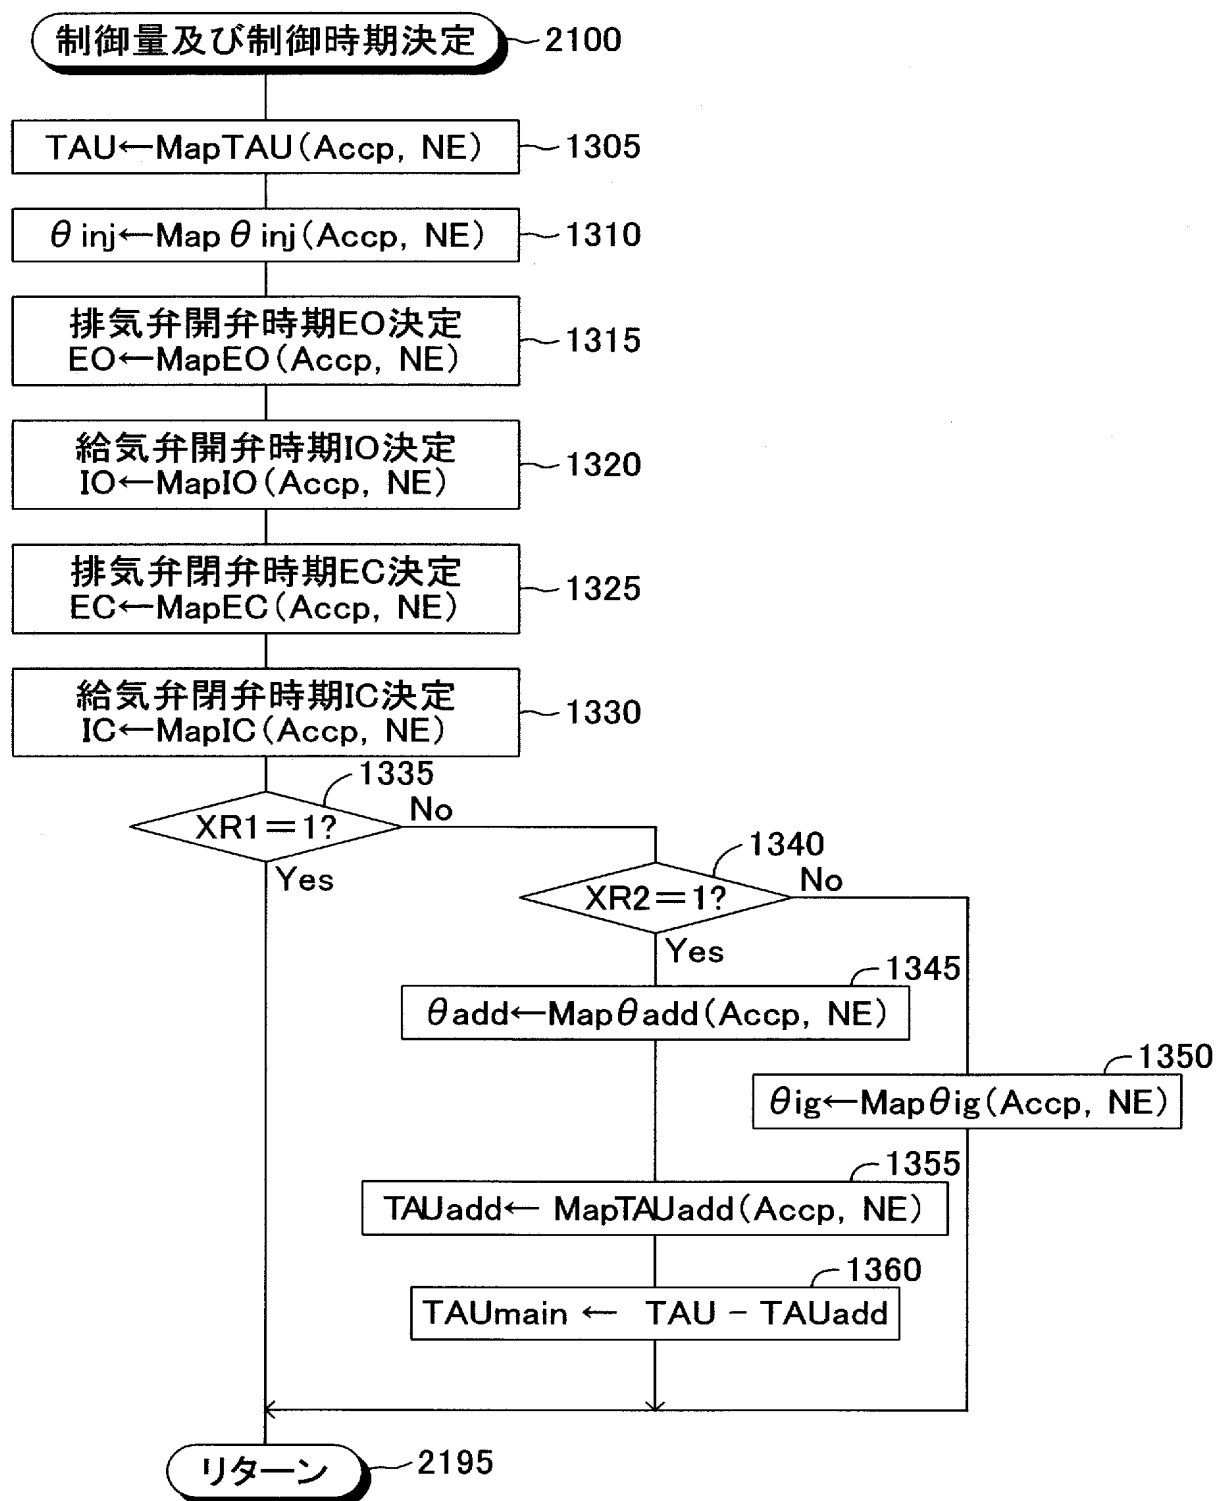 制御量及び制御時期決定 2100
TAU←MapTAU(Accp, NE) 1305
θinj←Mapθinj(Accp, NE) 1310
排気弁開弁時期EO決定
EO←MapEO(Accp, NE) 1315
給気弁開弁時期IO決定
IO←MapIO(Accp, NE) 1320
排気弁閉弁時期EC決定
EC←MapEC(Accp, NE) 1325
給気弁閉弁時期IC決定
IC←MapIC(Accp, NE) 1330
1335
XR1=1?
No
Yes
1340
XR2=1?
No
Yes
1345
θadd←Mapθadd(Accp, NE)
1350
θig←Mapθig(Accp, NE)
1355
TAUadd← MapTAUadd(Accp, NE)
1360
TAUmain ← TAU - TAUadd
リターン 2195